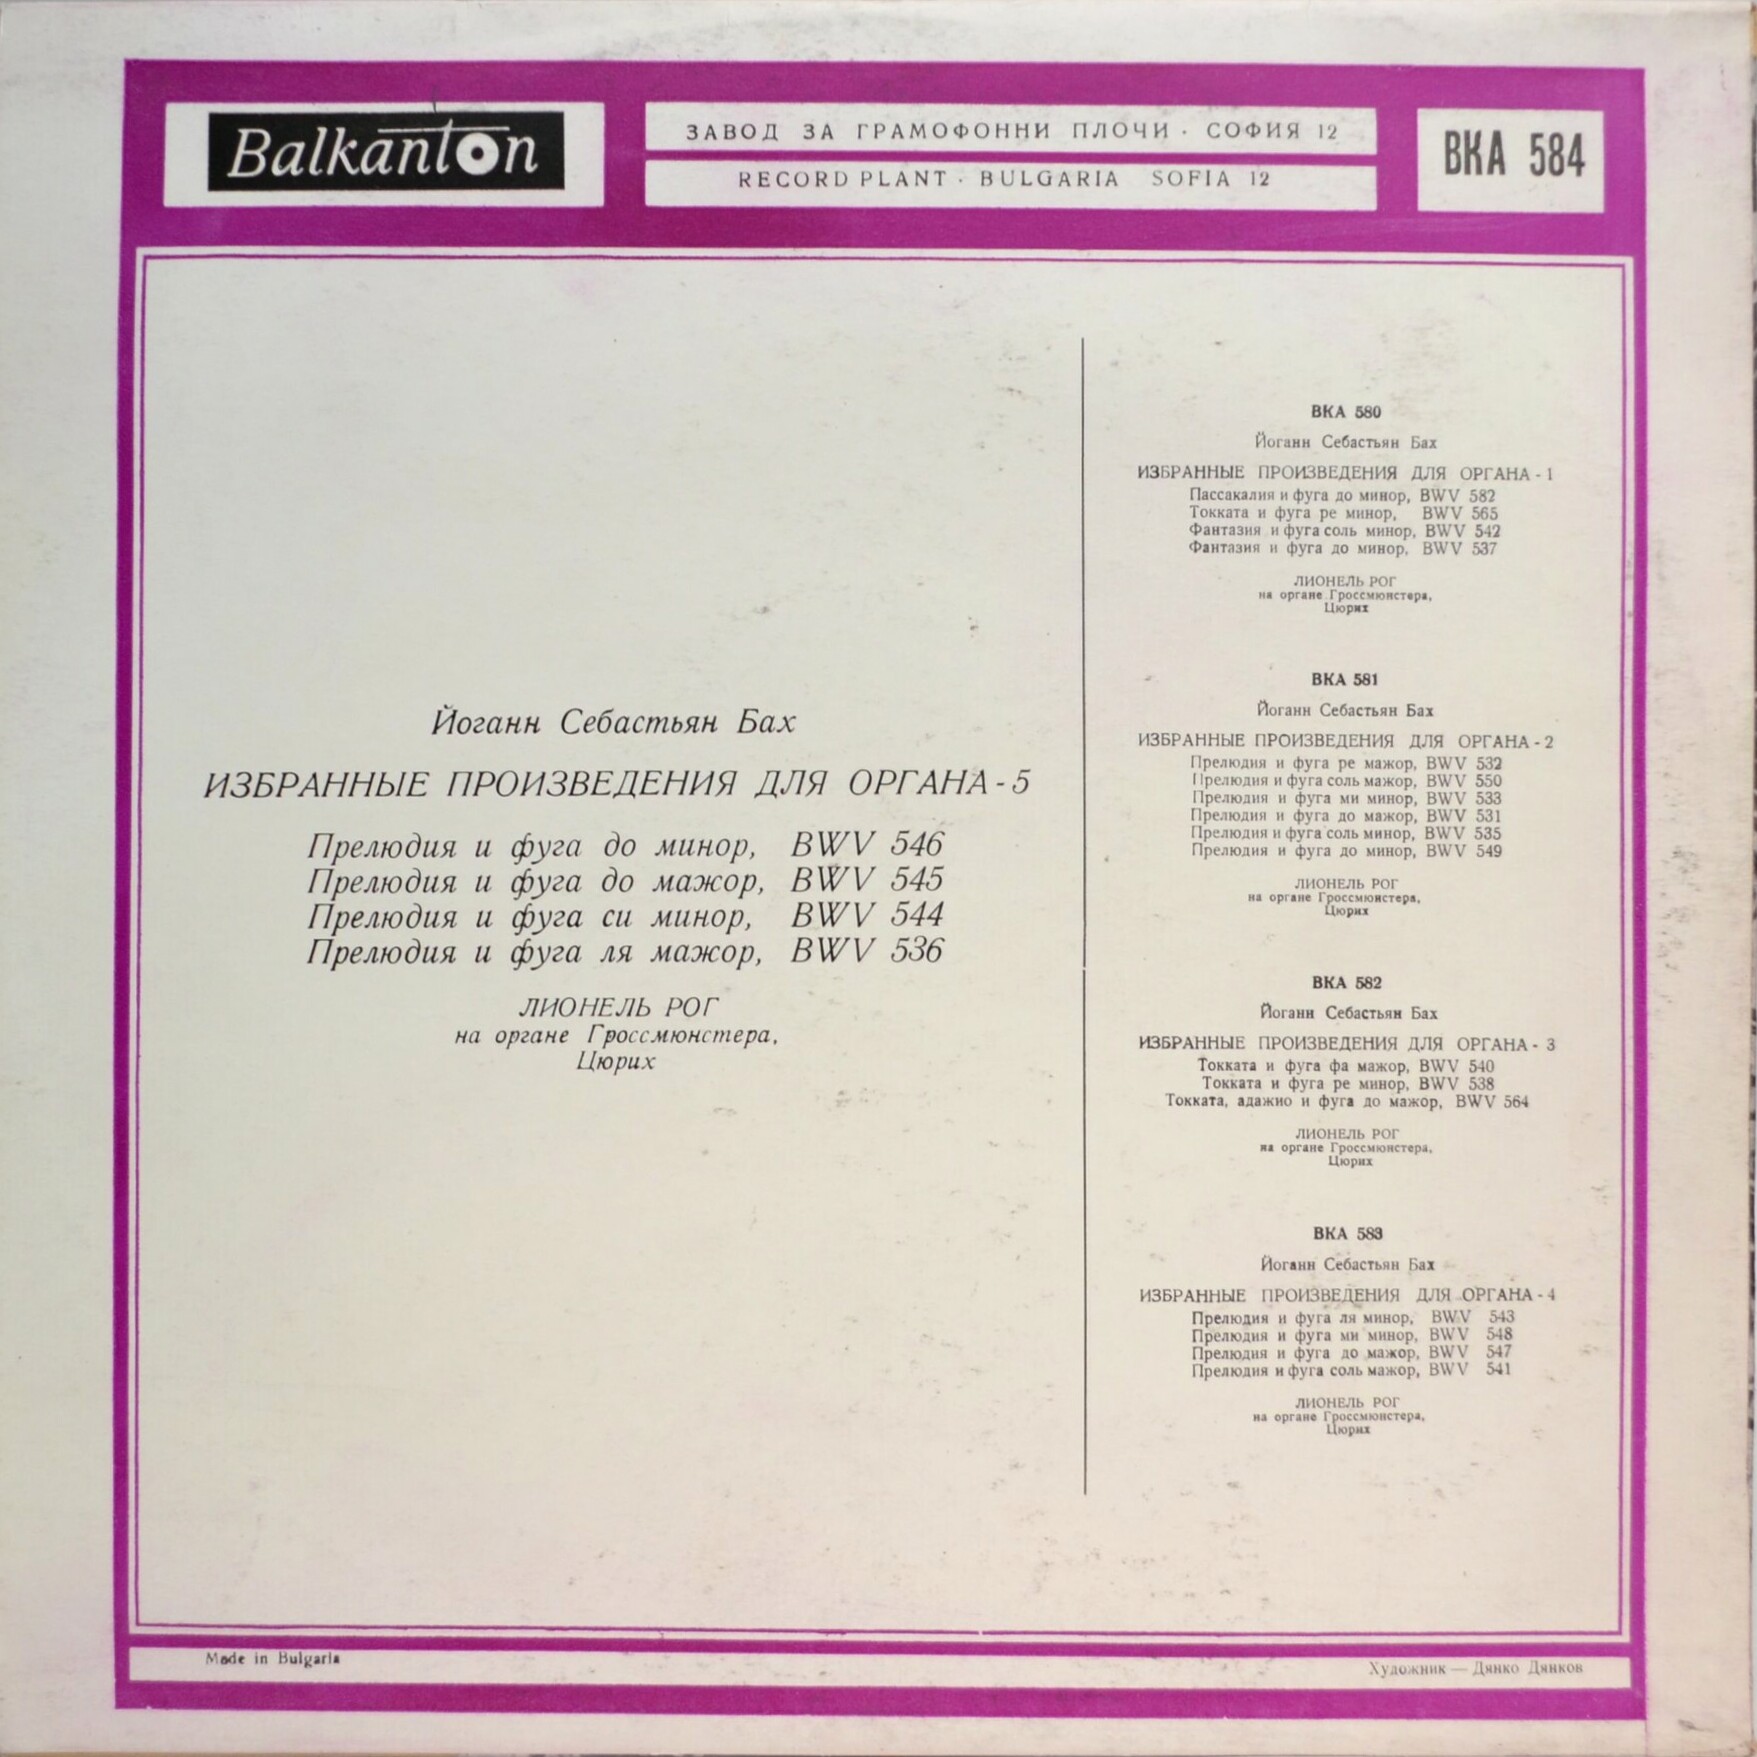 Balkanton
ЗАВОД ЗА ГРАМОФОННИ ПЛОЧИ · СОФИЯ 12
RECORD PLANT · BULGARIA SOFIA 12
ВКА 584
Йоганн Себастьян Бах
ИЗБРАННЫЕ ПРОИЗВЕДЕНИЯ ДЛЯ ОРГАНА - 5
Прелюдия и фуга до минор, BWV 546
Прелюдия и фуга до мажор, BWV 545
Прелюдия и фуга си минор, BWV 544
Прелюдия и фуга ля мажор, BWV 536
ЛИОНЕЛЬ РОГ
на органе Гроссмюнстера,
Цюрих
ВКА 580
Йоганн Себастьян Бах
ИЗБРАННЫЕ ПРОИЗВЕДЕНИЯ ДЛЯ ОРГАНА - 1
Пассакалия и фуга до минор, BWV 582
Токката и фуга ре минор, BWV 565
Фантазия и фуга соль минор, BWV 542
Фантазия и фуга до минор, BWV 537
ЛИОНЕЛЬ РОГ
на органе Гроссмюнстера,
Цюрих
ВКА 581
Йоганн Себастьян Бах
ИЗБРАННЫЕ ПРОИЗВЕДЕНИЯ ДЛЯ ОРГАНА - 2
Прелюдия и фуга ре мажор, BWV 532
Прелюдия и фуга соль мажор, BWV 550
Прелюдия и фуга ми минор, BWV 533
Прелюдия и фуга до мажор, BWV 531
Прелюдия и фуга соль минор, BWV 535
Прелюдия и фуга до минор, BWV 549
ЛИОНЕЛЬ РОГ
на органе Гроссмюнстера,
Цюрих
ВКА 582
Йоганн Себастьян Бах
ИЗБРАННЫЕ ПРОИЗВЕДЕНИЯ ДЛЯ ОРГАНА - 3
Токката и фуга фа мажор, BWV 540
Токката и фуга ре минор, BWV 538
Токката, адажио и фуга до мажор, BWV 564
ЛИОНЕЛЬ РОГ
на органе Гроссмюнстера,
Цюрих
ВКА 583
Йоганн Себастьян Бах
ИЗБРАННЫЕ ПРОИЗВЕДЕНИЯ ДЛЯ ОРГАНА - 4
Прелюдия и фуга ля минор, BWV 543
Прелюдия и фуга ми минор, BWV 548
Прелюдия и фуга до мажор, BWV 547
Прелюдия и фуга соль мажор, BWV 541
ЛИОНЕЛЬ РОГ
на органе Гроссмюнстера,
Цюрих
Made in Bulgaria
Художник — Дянко Дянков